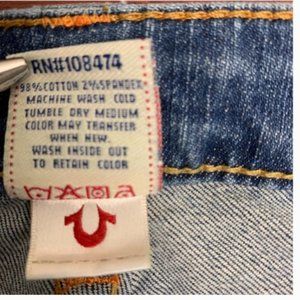 RN#108474
98%COTTON 2%SPANDEX
MACHINE WASH COLD
TUMBLE DRY MEDIUM
COLOR MAY TRANSFER
WHEN NEW.
WASH INSIDE OUT
TO RETAIN COLOR